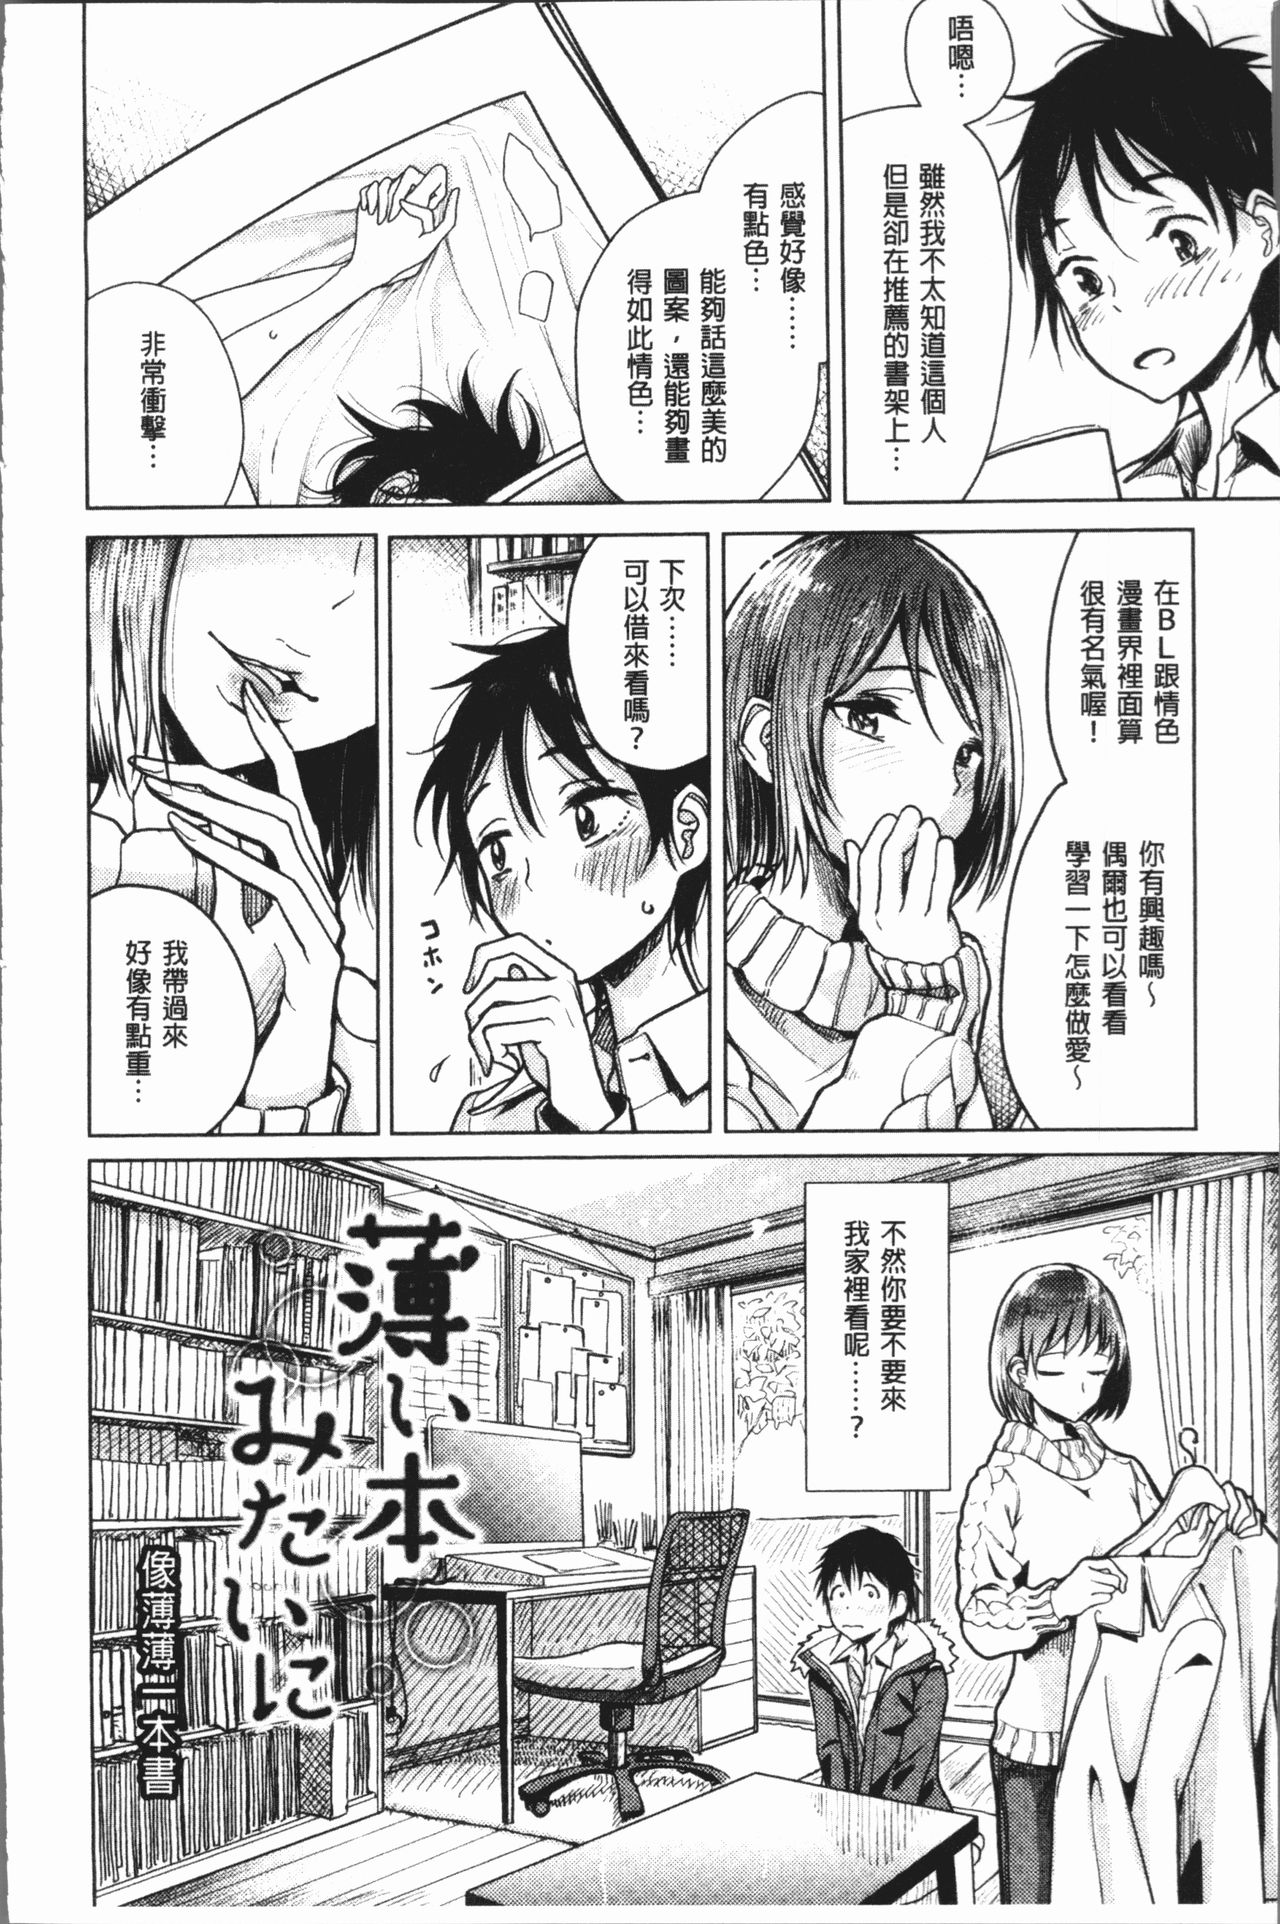 唔嗯…
雖然我不太知道這個人
但是卻在推薦的書架上…
感覺好像……
有點色…
能夠話這麼美的
圖案，還能夠畫
得如此情色…
非常衝擊…
在BL跟情色
漫畫界裡面算
很有名氣喔！
你有興趣嗎～
偶爾也可以看看
學習一下怎麼做愛～
下次……
可以借來看嗎？
コホン
我帶過來
好像有點重…
不然你要不要來
我家裡看呢……？
薄い本
みたいに
像薄薄一本書